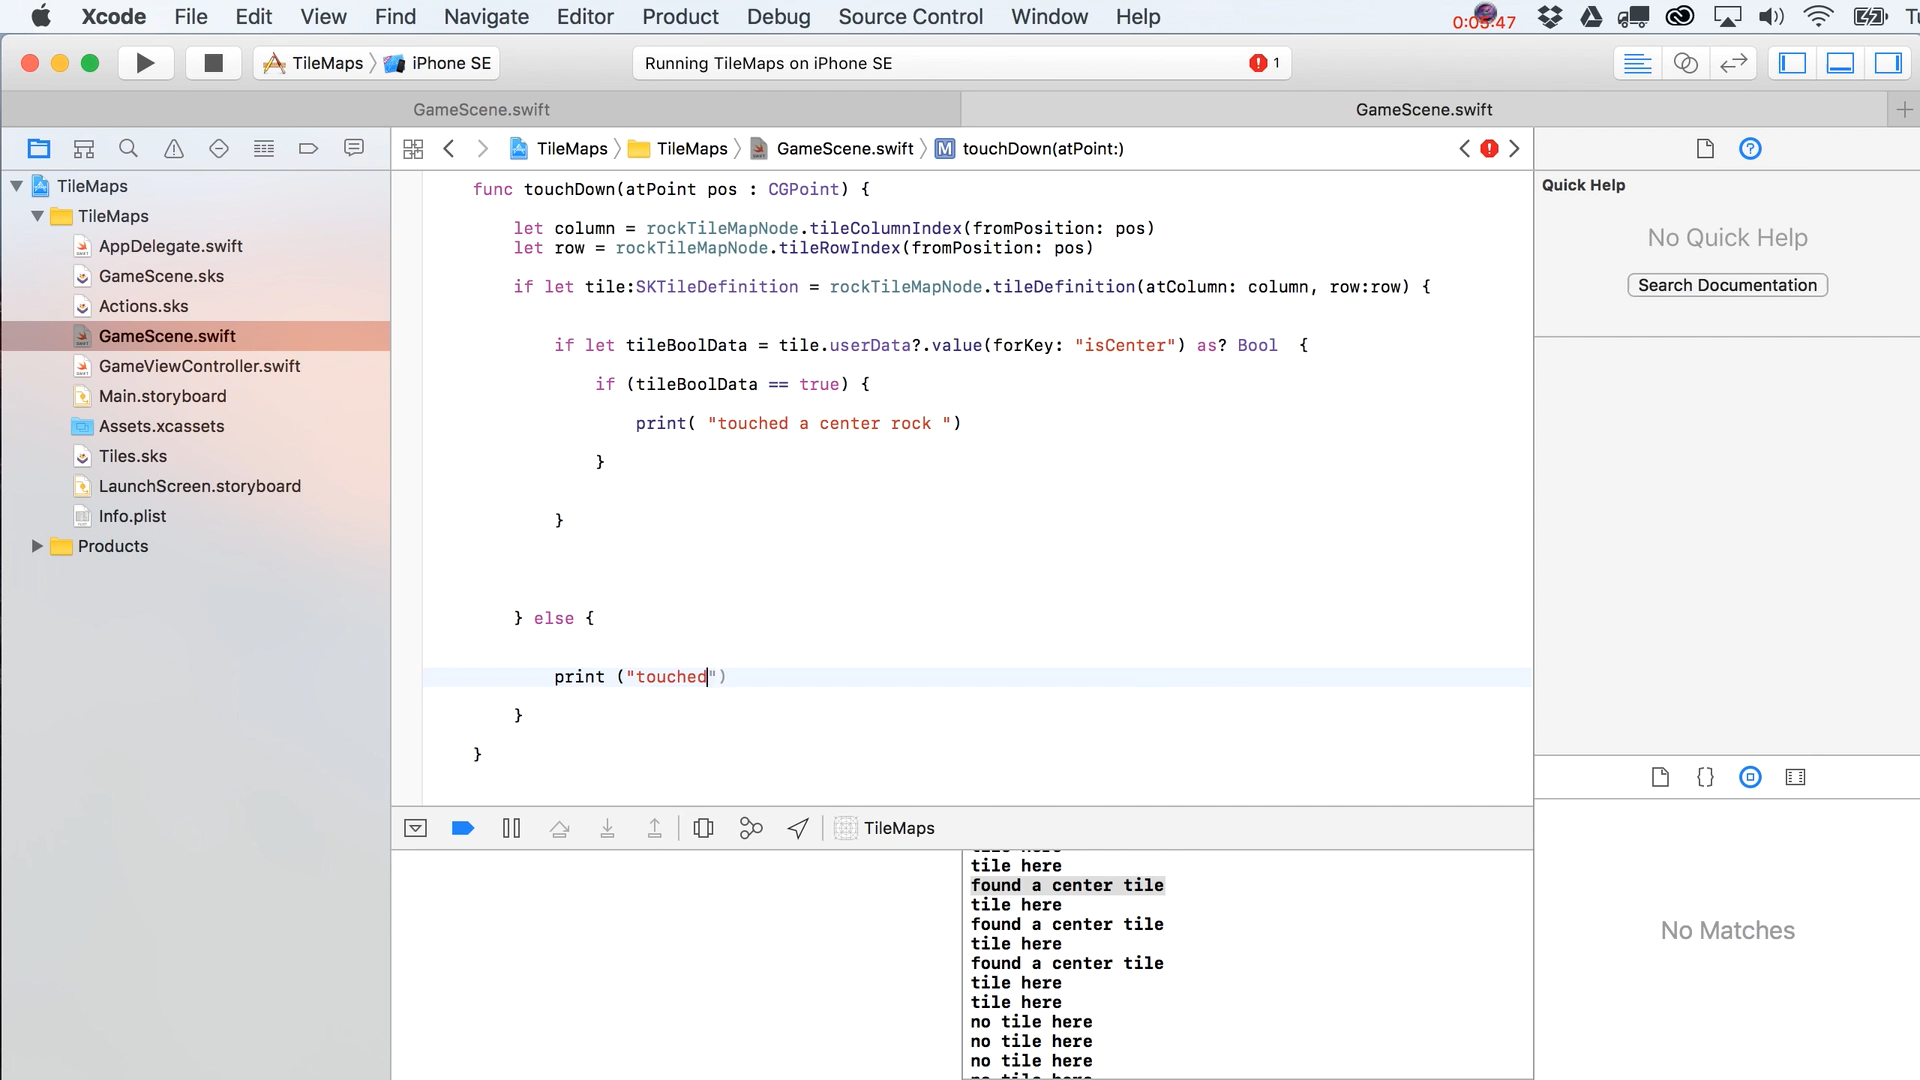 Xcode File Edit View Find Navigate Editor Product Debug Source Control Window Help 0:05:47
TileMaps iPhone SE Running TileMaps on iPhone SE 1
GameScene.swift GameScene.swift
TileMaps TileMaps GameScene.swift M touchDown(atPoint:)
TileMaps
TileMaps
AppDelegate.swift
GameScene.sks
Actions.sks
GameScene.swift
GameViewController.swift
Main.storyboard
Assets.xcassets
Tiles.sks
LaunchScreen.storyboard
Info.plist
Products
func touchDown(atPoint pos : CGPoint) {
let column = rockTileMapNode.tileColumnIndex(fromPosition: pos)
let row = rockTileMapNode.tileRowIndex(fromPosition: pos)
if let tile:SKTileDefinition = rockTileMapNode.tileDefinition(atColumn: column, row:row) {
if let tileBoolData = tile.userData?.value(forKey: "isCenter") as? Bool {
if (tileBoolData == true) {
print( "touched a center rock ")
}
}
} else {
print ("touched")
}
}
Quick Help
No Quick Help
Search Documentation
TileMaps
tile here
found a center tile
tile here
found a center tile
tile here
found a center tile
tile here
tile here
no tile here
no tile here
no tile here
No Matches